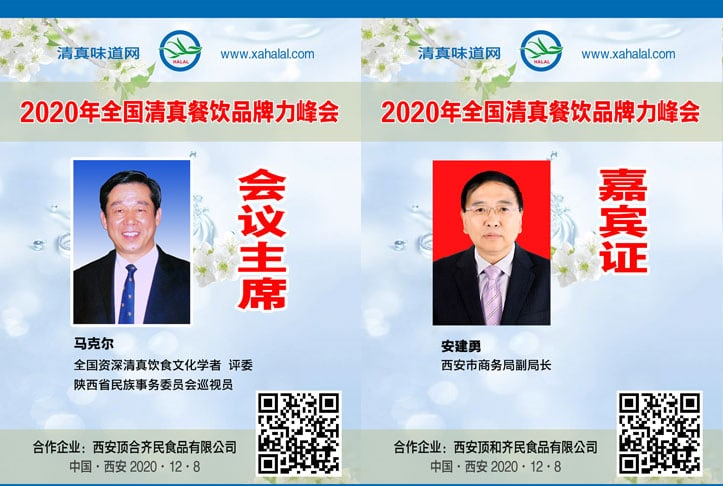 清真味道网
HALAL
www.xahalal.com
2020年全国清真餐饮品牌力峰会
会议主席
马克尔
全国资深清真饮食文化学者 评委
陕西省民族事务委员会巡视员
合作企业：西安顶合齐民食品有限公司
中国·西安 2020·12·8
清真味道网
HALAL
www.xahalal.com
2020年全国清真餐饮品牌力峰会
嘉宾证
安建勇
西安市商务局副局长
合作企业：西安顶和齐民食品有限公司
中国·西安 2020·12·8